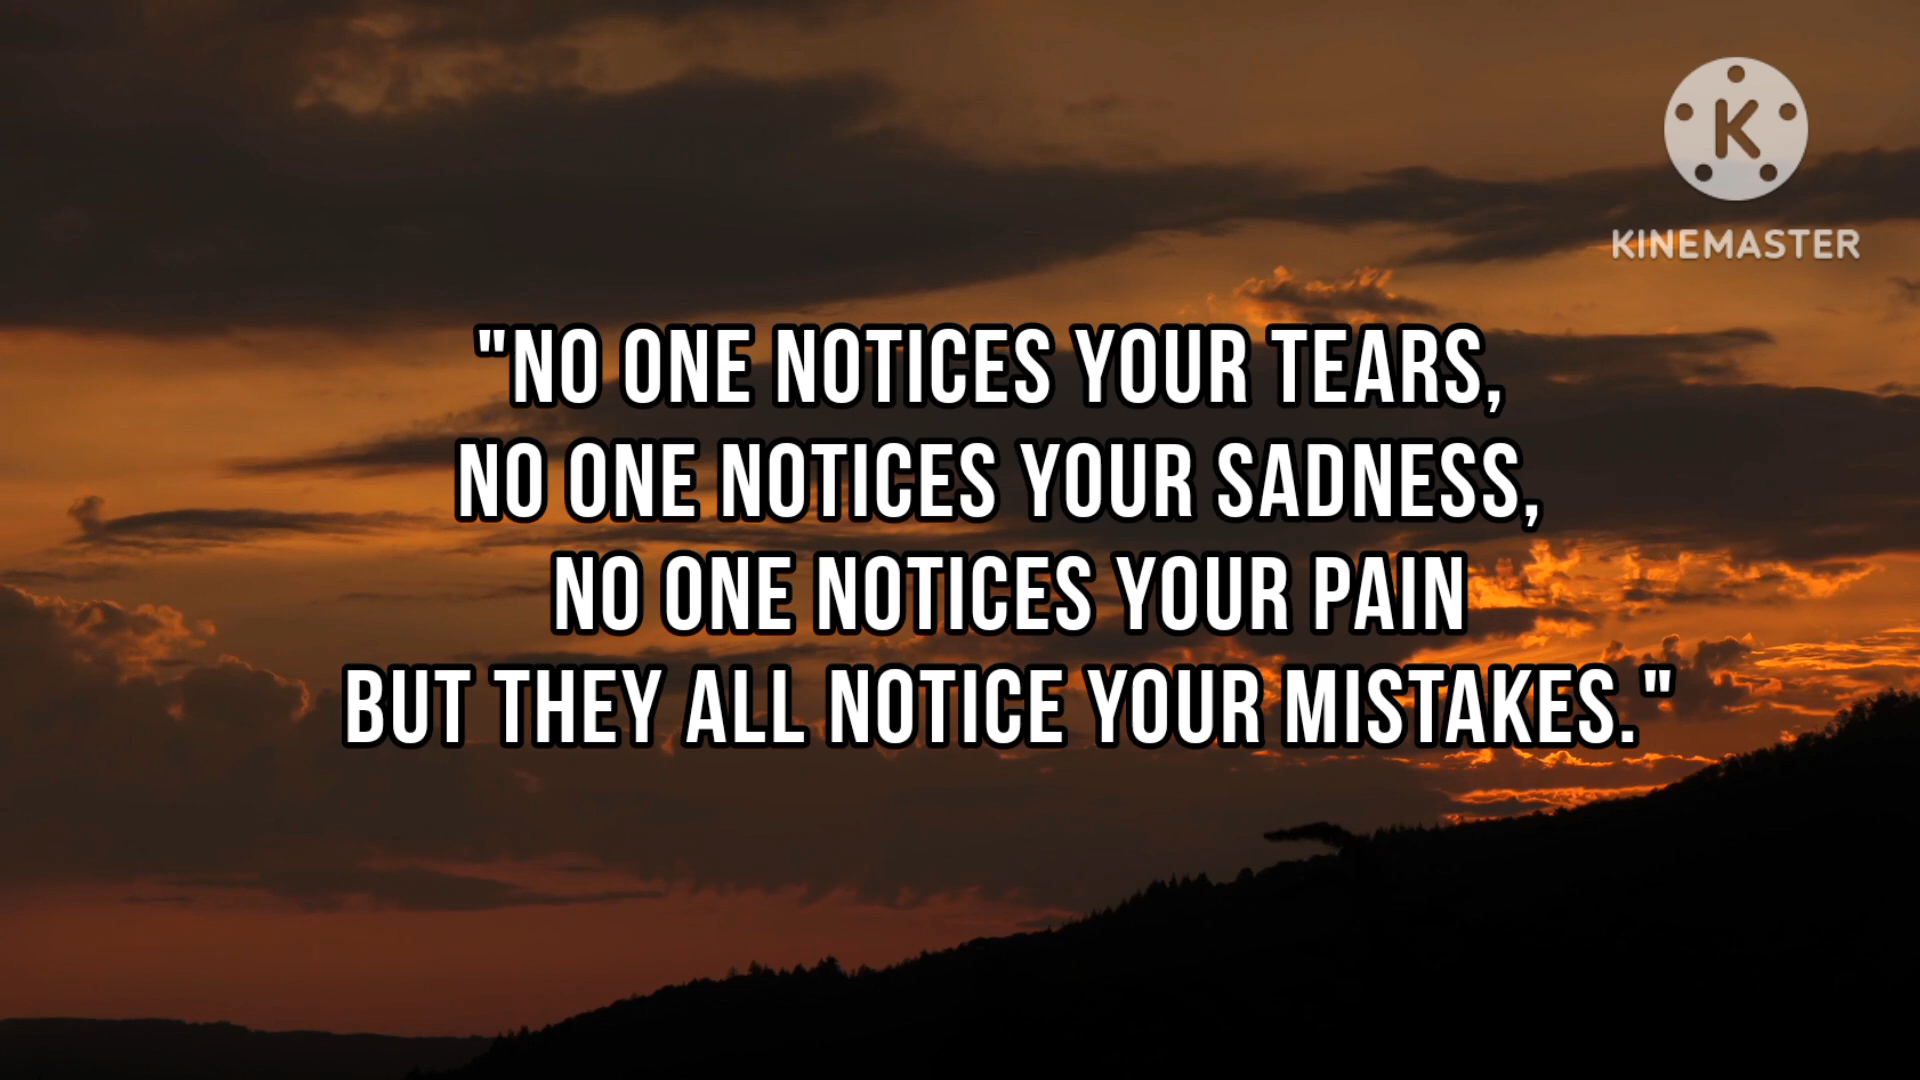 K
KINEMASTER
"NO ONE NOTICES YOUR TEARS,
NO ONE NOTICES YOUR SADNESS,
NO ONE NOTICES YOUR PAIN
BUT THEY ALL NOTICE YOUR MISTAKES."